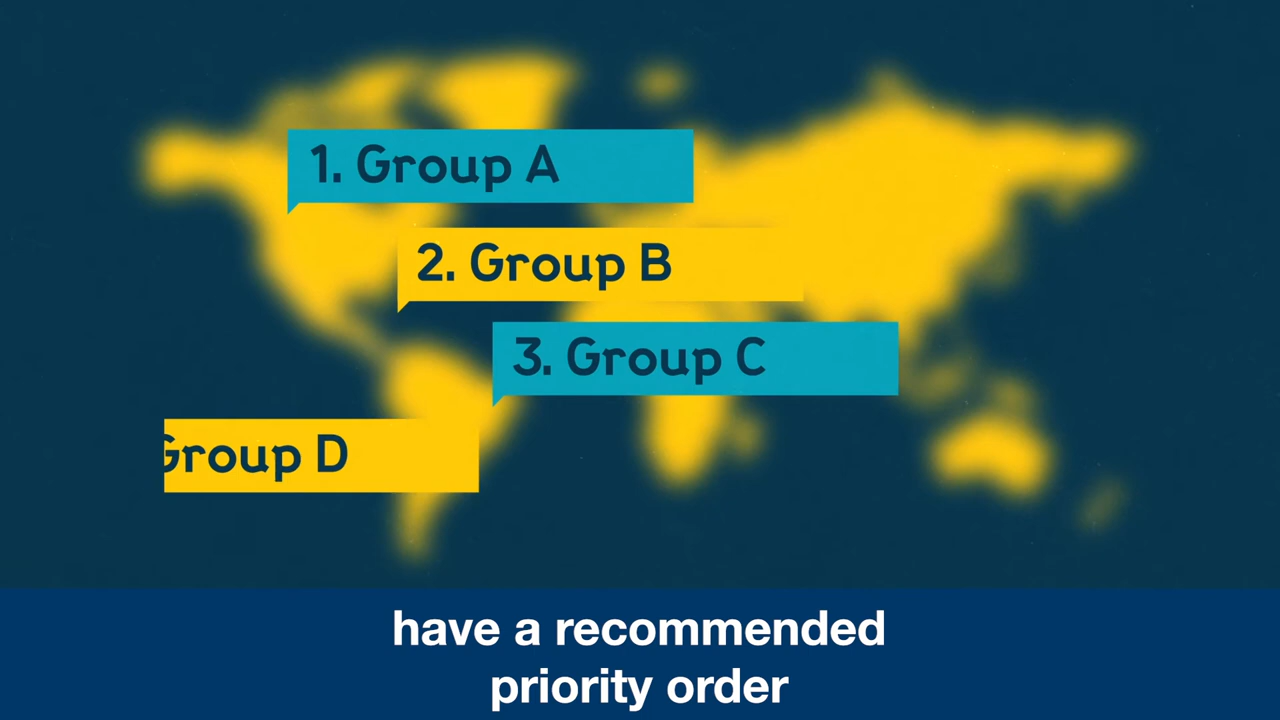 1. Group A
2. Group B
3. Group C
Group D
have a recommended
priority order